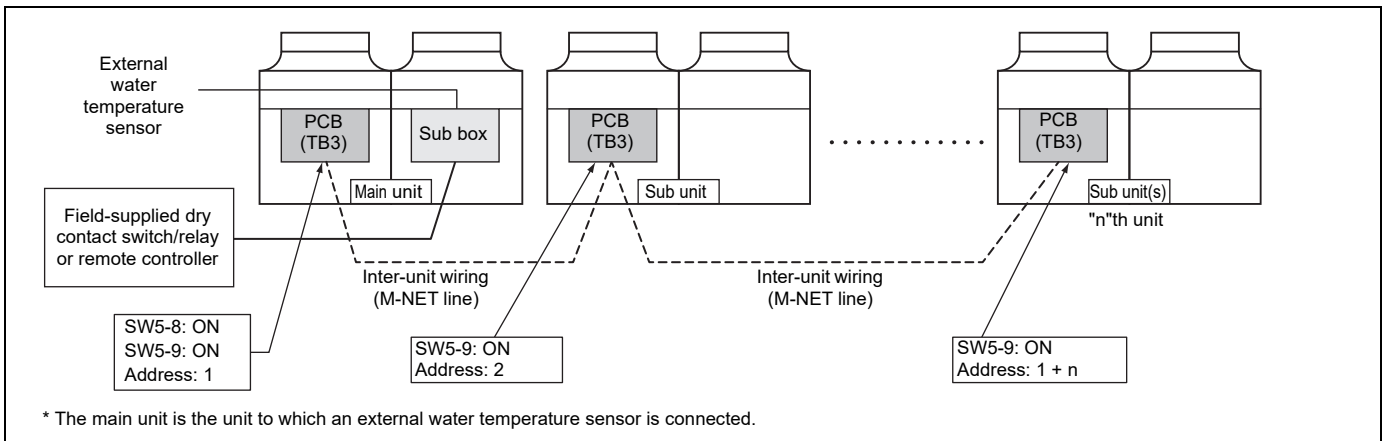 External
water
temperature
sensor
PCB
(TB3)
Sub box
Main unit
PCB
(TB3)
Sub unit
PCB
(TB3)
Sub unit(s)
"n"th unit
Field-supplied dry
contact switch/relay
or remote controller
Inter-unit wiring
(M-NET line)
Inter-unit wiring
(M-NET line)
SW5-8: ON
SW5-9: ON
Address: 1
SW5-9: ON
Address: 2
SW5-9: ON
Address: 1 + n
* The main unit is the unit to which an external water temperature sensor is connected.